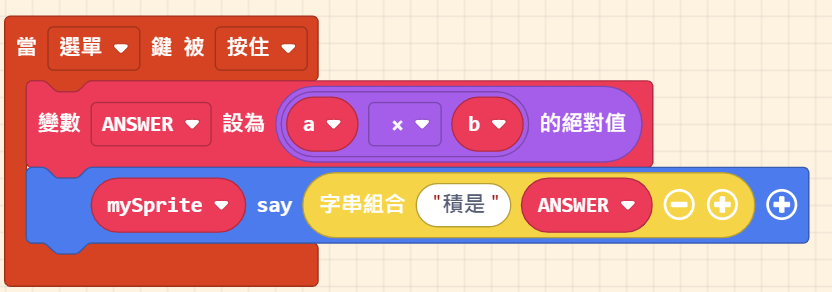 當 選單 鍵 被 按住
變數 ANSWER 設為 a × b 的絕對值
mySprite say 字串組合 "積是 " ANSWER